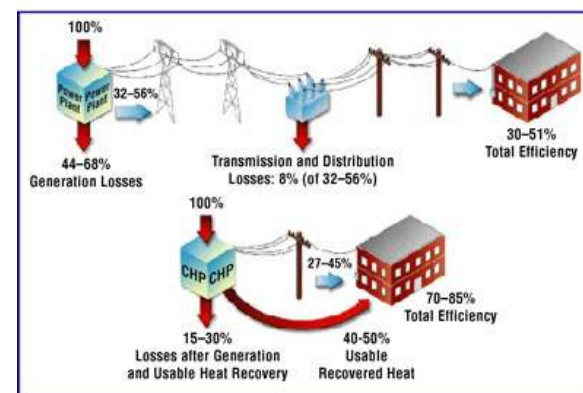 100%
Power Plant
Power Plant
32–56%
44–68%
Generation Losses
Transmission and Distribution
Losses: 8% (of 32–56%)
30–51%
Total Efficiency
100%
CHP
CHP
27–45%
70–85%
Total Efficiency
15–30%
Losses after Generation
and Usable Heat Recovery
40-50%
Usable
Recovered Heat